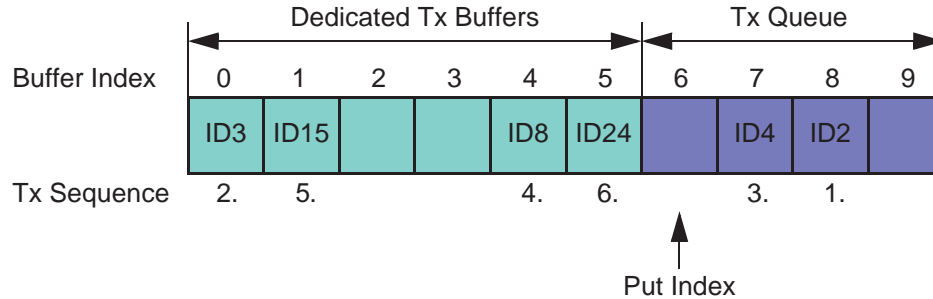 Dedicated Tx Buffers Tx Queue
Buffer Index 0 1 2 3 4 5 6 7 8 9
ID3 ID15 ID8 ID24 ID4 ID2
Tx Sequence 2. 5. 4. 6. 3. 1.
Put Index